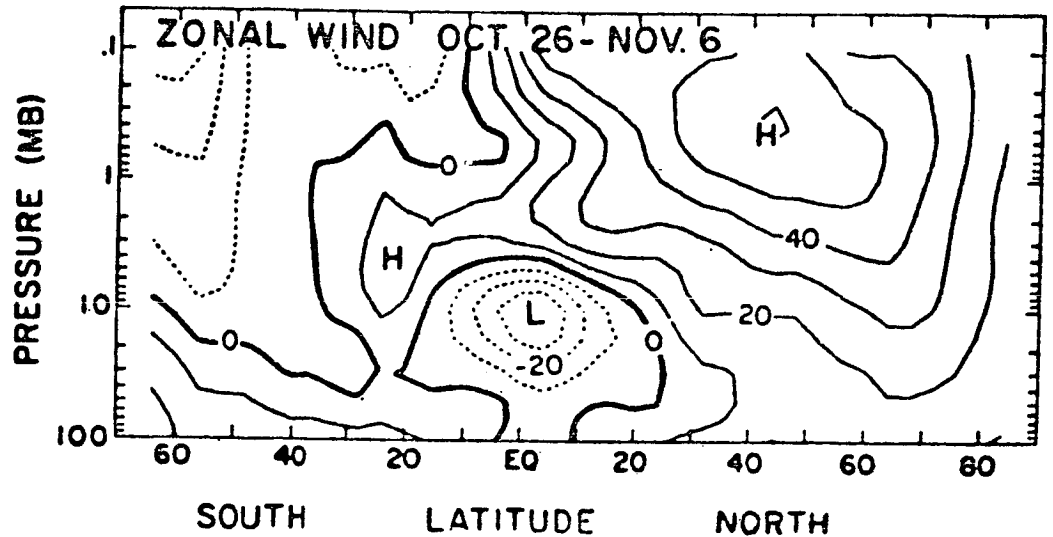 ZONAL WIND OCT. 26 - NOV. 6
.1
H
0
1
40
H
10
L
20
0
-20
0
100
60 40 20 EQ 20 40 60 80
SOUTH LATITUDE NORTH
PRESSURE (MB)